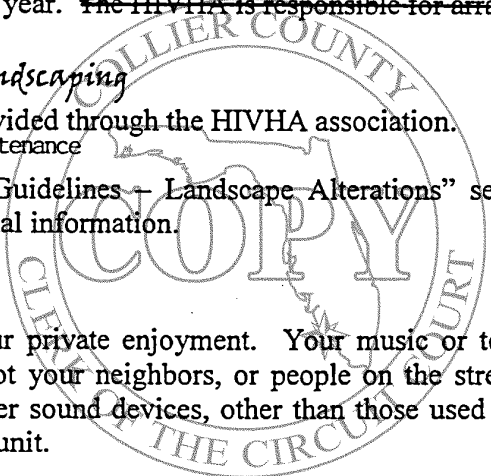 year. The HIVHA is responsible for arra
ndscaping
vided through the HIVHA association.
tenance
Guidelines – Landscape Alterations” se
al information.
ur private enjoyment. Your music or te
ot your neighbors, or people on the stre
er sound devices, other than those used
unit.
COLLIER COUNTY
COPY
CLERK OF THE CIRCUIT COURT